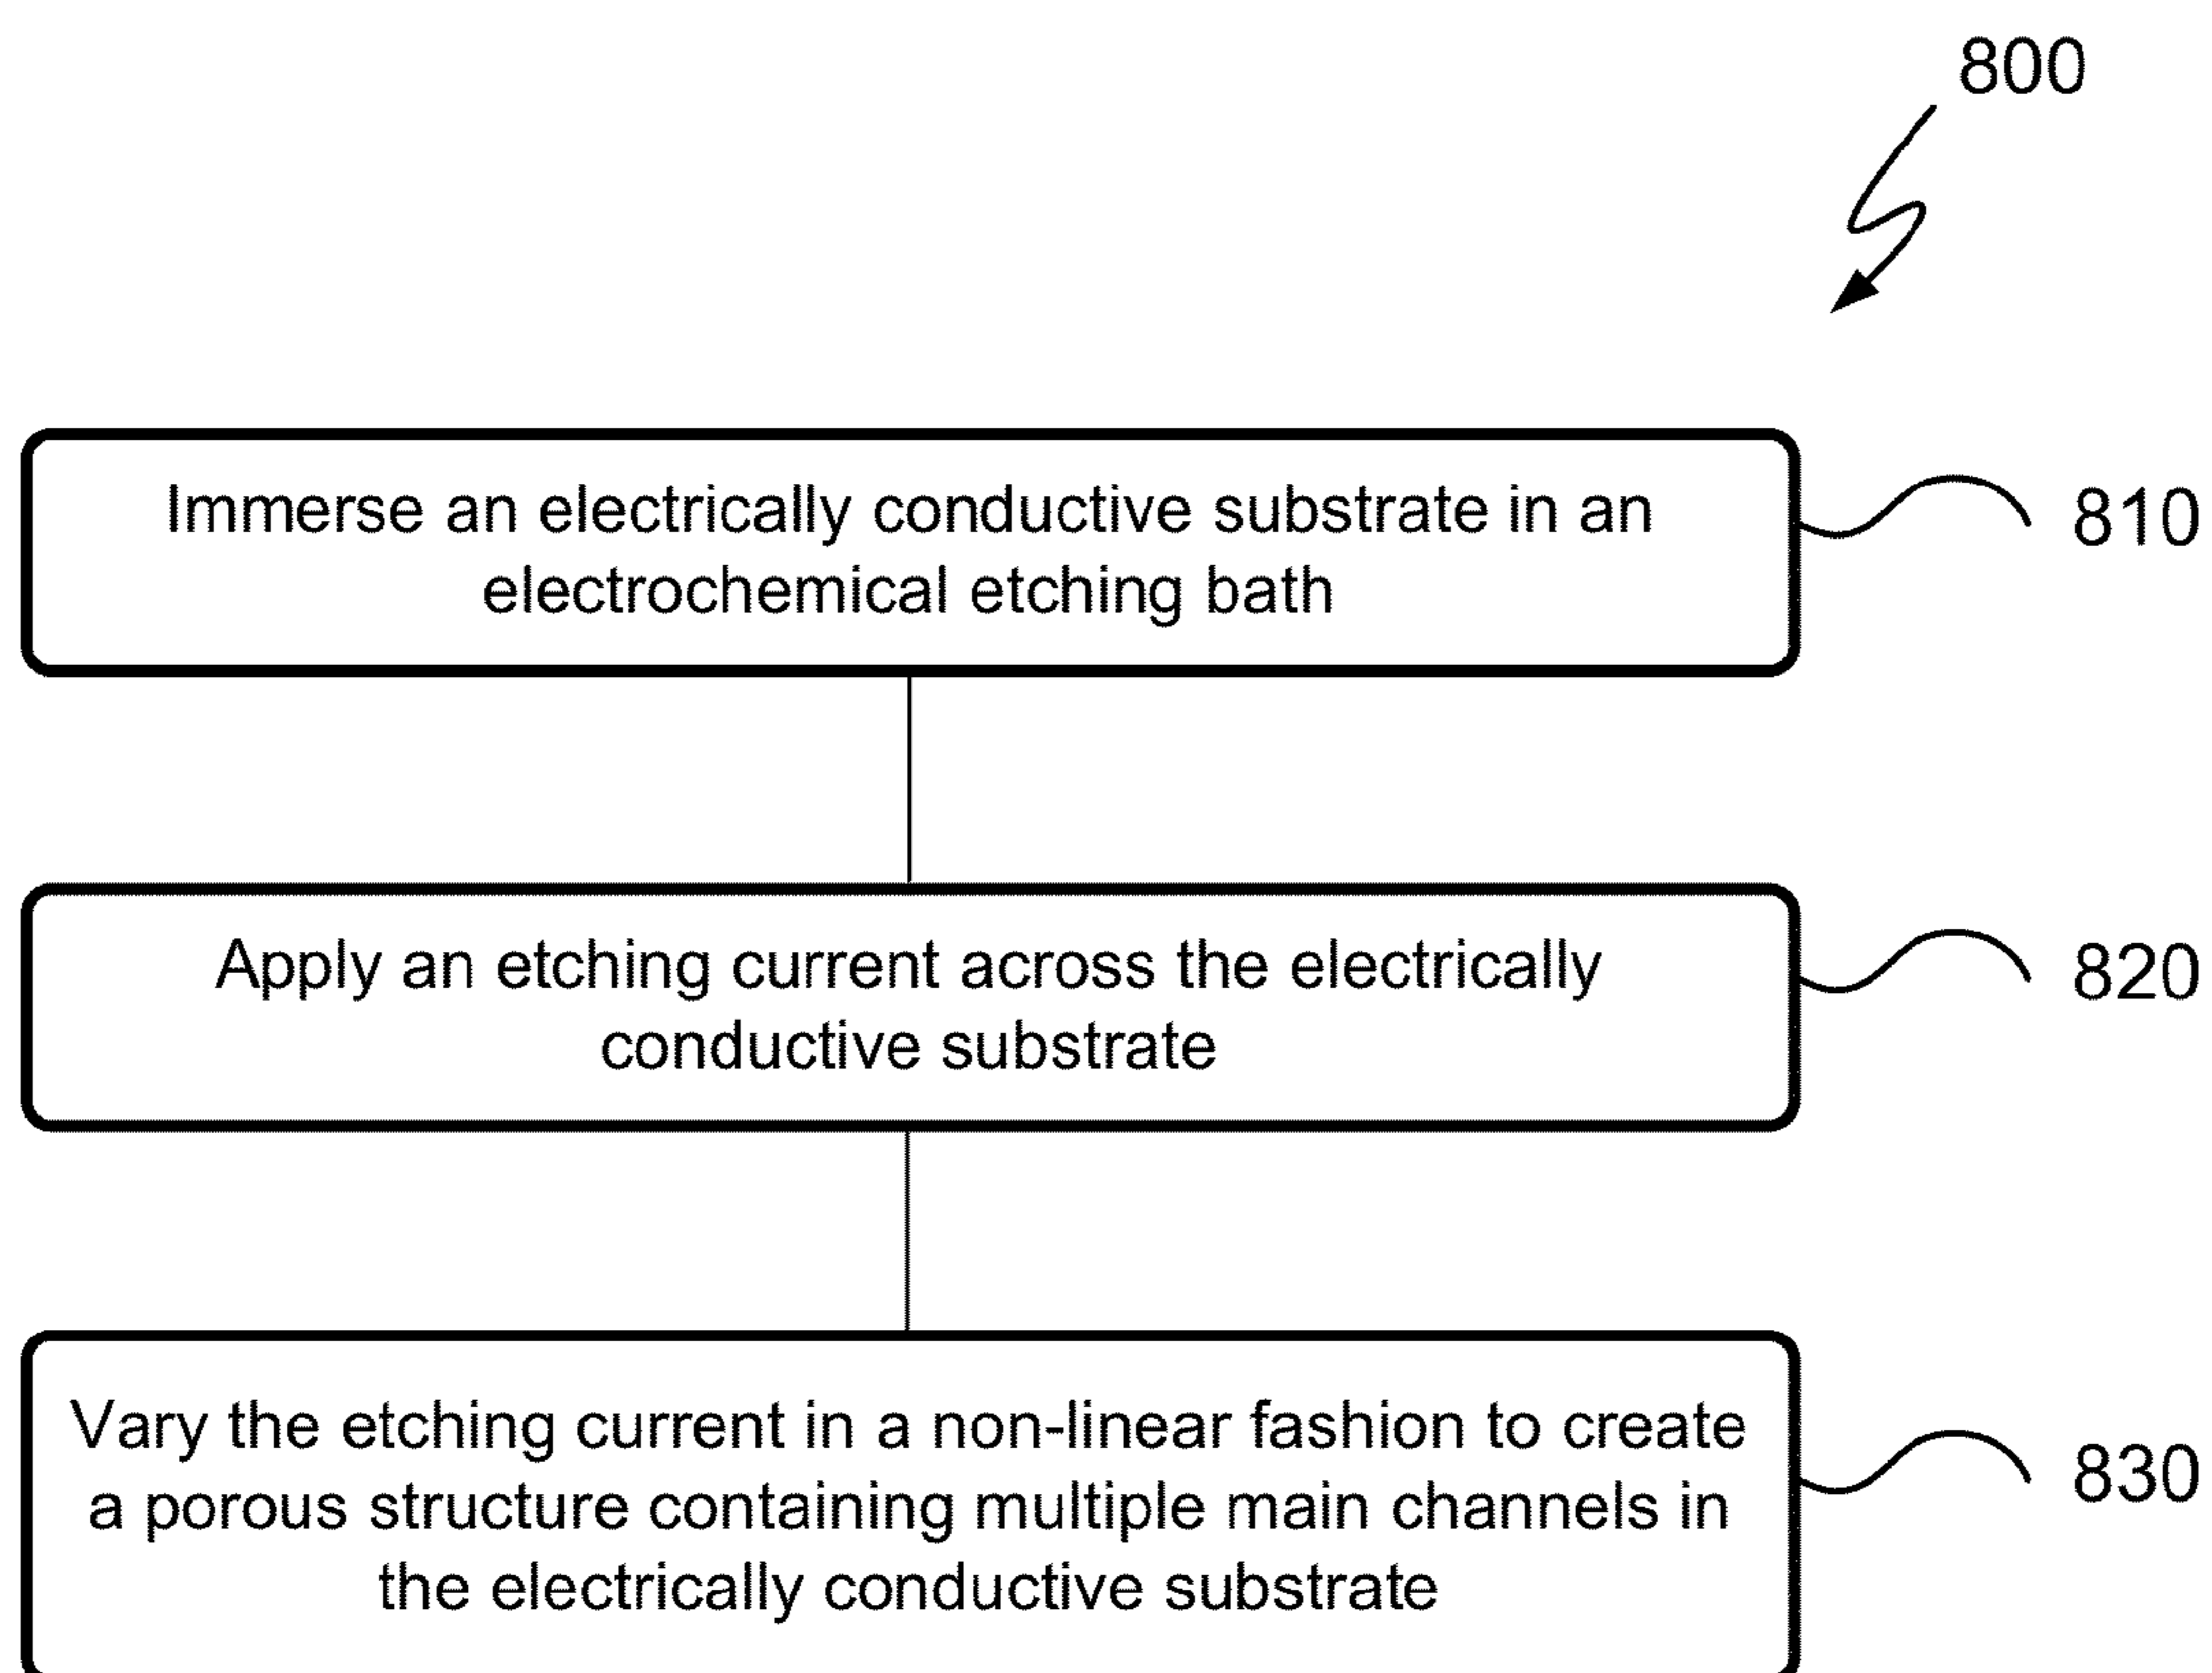 800
Immerse an electrically conductive substrate in an
electrochemical etching bath
810
Apply an etching current across the electrically
conductive substrate
820
Vary the etching current in a non-linear fashion to create
a porous structure containing multiple main channels in
the electrically conductive substrate
830